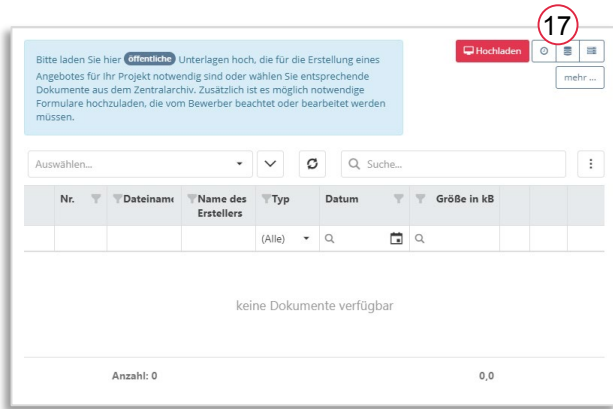 17
Bitte laden Sie hier öffentliche Unterlagen hoch, die für die Erstellung eines
Angebotes für Ihr Projekt notwendig sind oder wählen Sie entsprechende
Dokumente aus dem Zentralarchiv. Zusätzlich ist es möglich notwendige
Formulare hochzuladen, die vom Bewerber beachtet oder bearbeitet werden
müssen.
Hochladen
mehr ...
Auswählen...
Suche...
Nr. Dateiname Name des Typ Datum Größe in kB
Erstellers
(Alle)
keine Dokumente verfügbar
Anzahl: 0 0,0